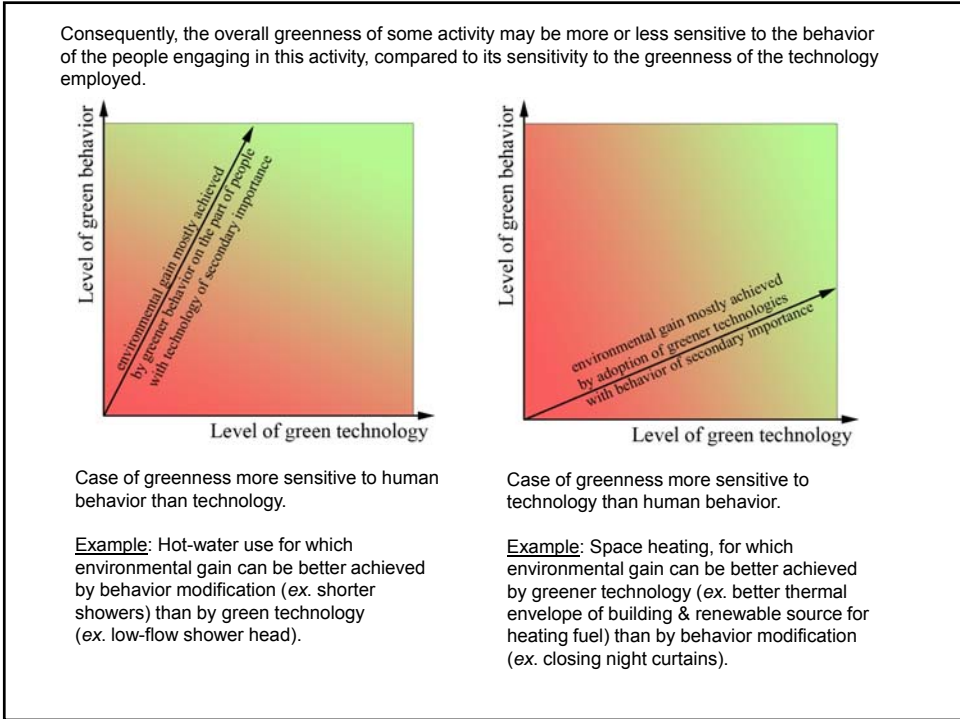 Consequently, the overall greenness of some activity may be more or less sensitive to the behavior
of the people engaging in this activity, compared to its sensitivity to the greenness of the technology
employed.
Level of green behavior
environmental gain mostly achieved
by greener behavior on the part of people
with technology of secondary importance
Level of green technology
Level of green behavior
environmental gain mostly achieved
by adoption of greener technologies
with behavior of secondary importance
Level of green technology
Case of greenness more sensitive to human
behavior than technology.
Example: Hot-water use for which
environmental gain can be better achieved
by behavior modification (ex. shorter
showers) than by green technology
(ex. low-flow shower head).
Case of greenness more sensitive to
technology than human behavior.
Example: Space heating, for which
environmental gain can be better achieved
by greener technology (ex. better thermal
envelope of building & renewable source for
heating fuel) than by behavior modification
(ex. closing night curtains).